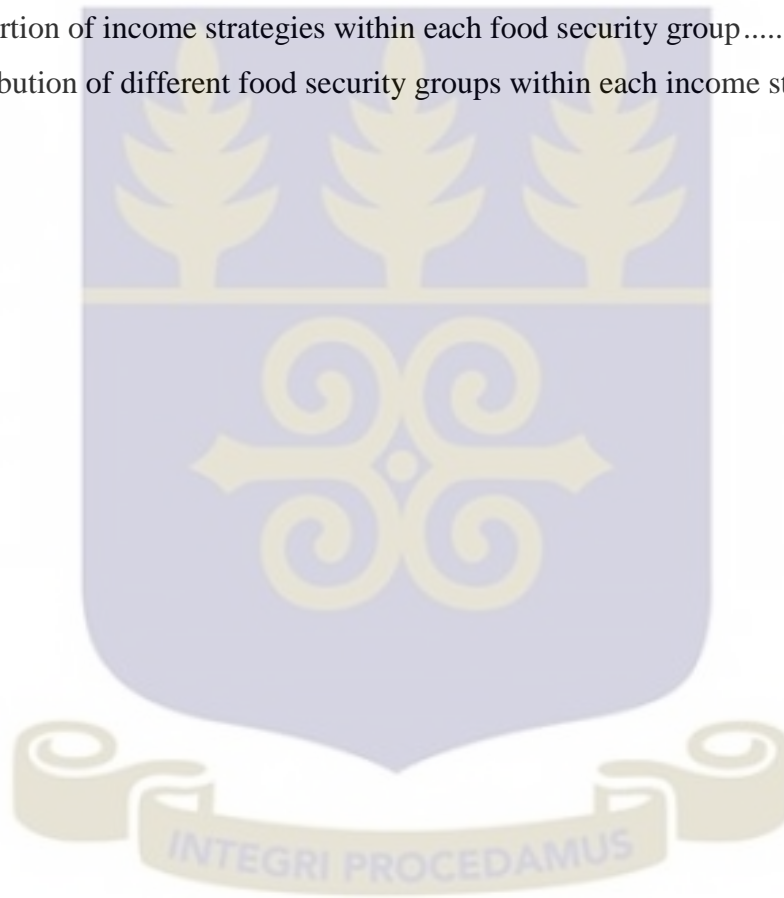 rtion of income strategies within each food security group.....
bution of different food security groups within each income st
INTEGRI PROCEDAMUS